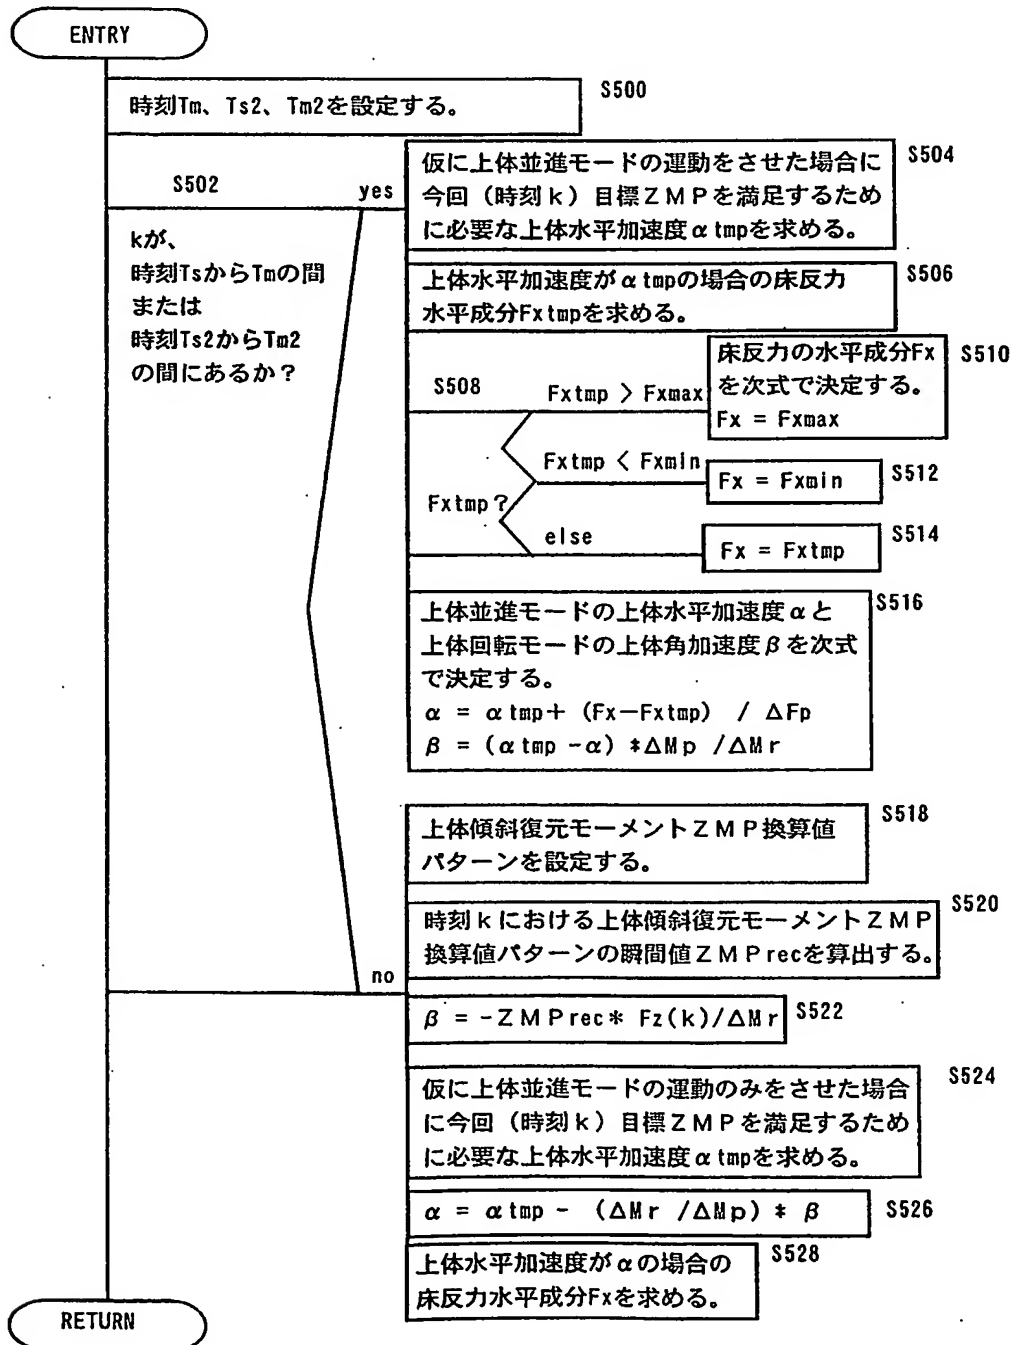 ENTRY
時刻Tm、Ts2、Tm2を設定する。
S500
S502
yes
kが、
時刻TsからTmの間
または
時刻Ts2からTm2
の間にあるか？
仮に上体並進モードの運動をさせた場合に
今回（時刻ｋ）目標ＺＭＰを満足するため
に必要な上体水平加速度αtmpを求める。
S504
上体水平加速度がαtmpの場合の床反力
水平成分Fxtmpを求める。
S506
S508
Fxtmp？
Fxtmp > Fxmax
床反力の水平成分Fx
を次式で決定する。
Fx = Fxmax
S510
Fxtmp < Fxmin
Fx = Fxmin
S512
else
Fx = Fxtmp
S514
上体並進モードの上体水平加速度αと
上体回転モードの上体角加速度βを次式
で決定する。
α = αtmp＋ (Fx－Fxtmp) / ΔFp
β = (αtmp -α) *ΔMp /ΔMr
S516
no
上体傾斜復元モーメントＺＭＰ換算値
パターンを設定する。
S518
時刻ｋにおける上体傾斜復元モーメントＺＭＰ
換算値パターンの瞬間値ＺＭＰrecを算出する。
S520
β = -ＺＭＰrec* Fz(k)/ΔMr
S522
仮に上体並進モードの運動のみをさせた場合
に今回（時刻ｋ）目標ＺＭＰを満足するため
に必要な上体水平加速度αtmpを求める。
S524
α = αtmp - (ΔMr /ΔMp) * β
S526
上体水平加速度がαの場合の
床反力水平成分Fxを求める。
S528
RETURN